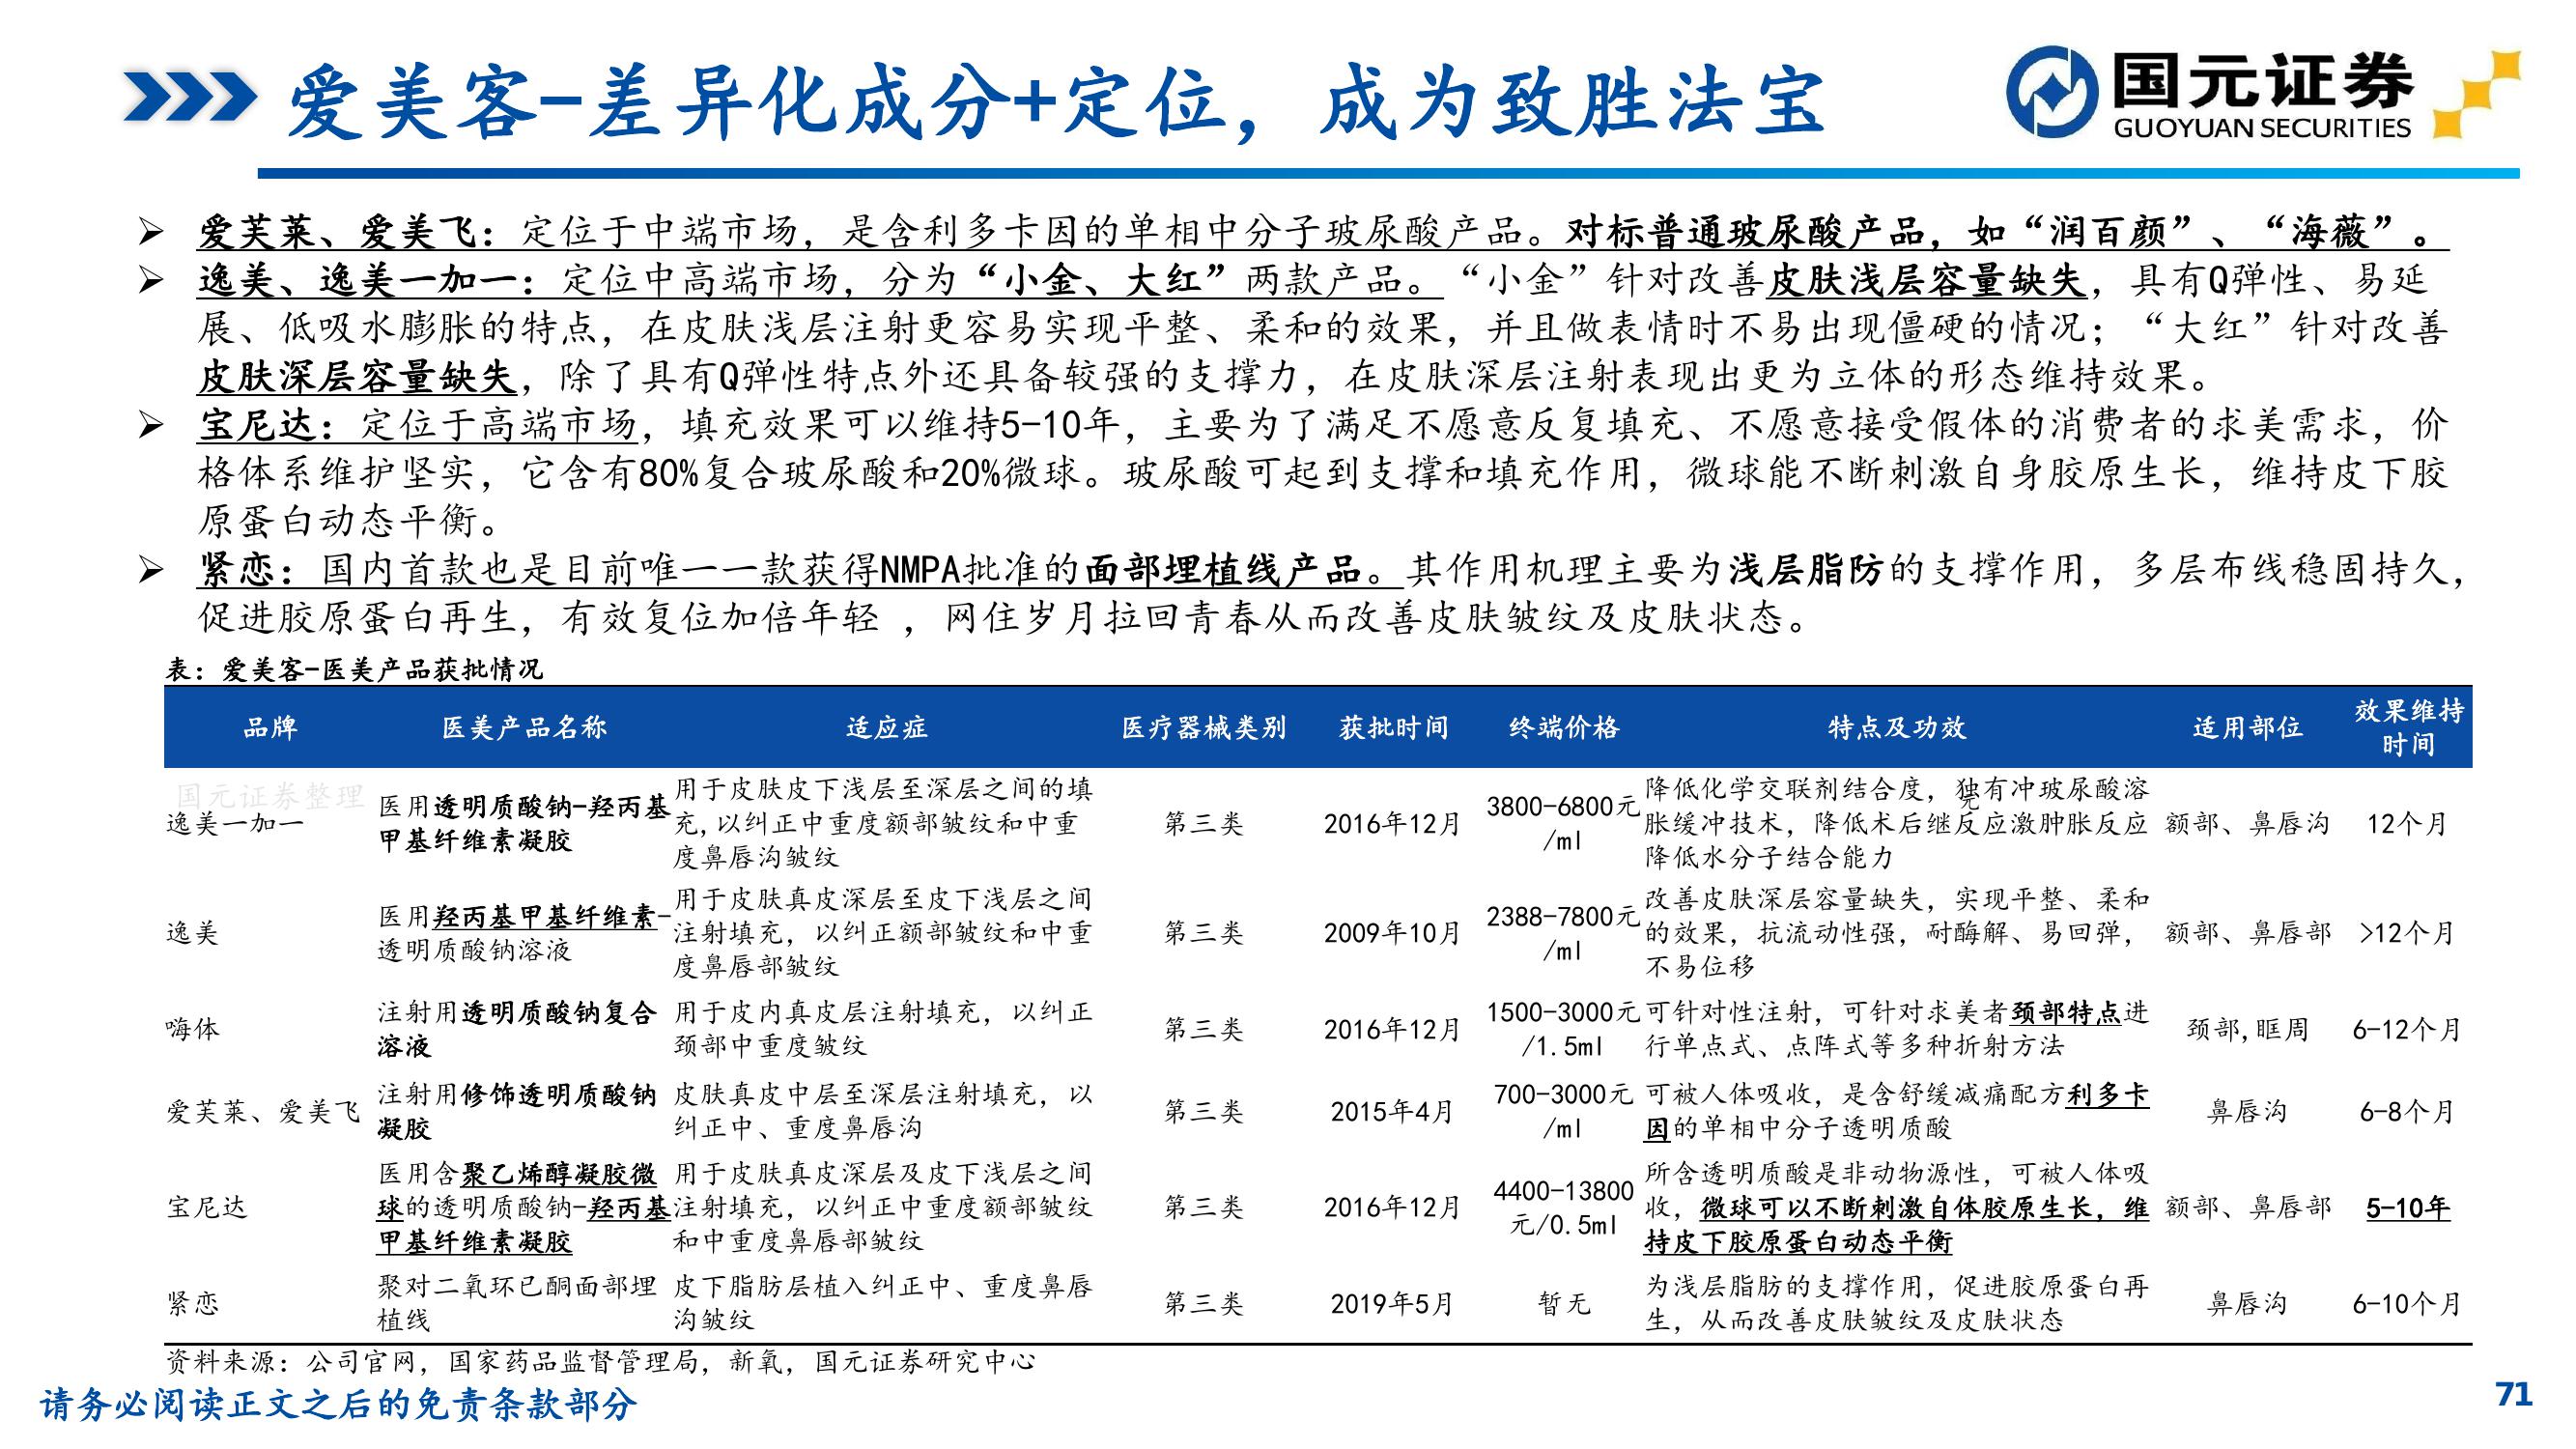 爱美客-差异化成分+定位，成为致胜法宝
国元证券
GUOYUAN SECURITIES
➢ 爱芙莱、爱美飞：定位于中端市场，是含利多卡因的单相中分子玻尿酸产品。对标普通玻尿酸产品，如“润百颜”、“海薇”。
➢ 逸美、逸美一加一：定位中高端市场，分为“小金、大红”两款产品。“小金”针对改善皮肤浅层容量缺失，具有Q弹性、易延
展、低吸水膨胀的特点，在皮肤浅层注射更容易实现平整、柔和的效果，并且做表情时不易出现僵硬的情况；“大红”针对改善
皮肤深层容量缺失，除了具有Q弹性特点外还具备较强的支撑力，在皮肤深层注射表现出更为立体的形态维持效果。
➢ 宝尼达：定位于高端市场，填充效果可以维持5-10年，主要为了满足不愿意反复填充、不愿意接受假体的消费者的求美需求，价
格体系维护坚实，它含有80%复合玻尿酸和20%微球。玻尿酸可起到支撑和填充作用，微球能不断刺激自身胶原生长，维持皮下胶
原蛋白动态平衡。
➢ 紧恋：国内首款也是目前唯一一款获得NMPA批准的面部埋植线产品。其作用机理主要为浅层脂防的支撑作用，多层布线稳固持久，
促进胶原蛋白再生，有效复位加倍年轻 ，网住岁月拉回青春从而改善皮肤皱纹及皮肤状态。
表：爱美客-医美产品获批情况
品牌 医美产品名称 适应症 医疗器械类别 获批时间 终端价格 特点及功效 适用部位 效果维持
时间
国元证券整理
逸美一加一
医用透明质酸钠-羟丙基
甲基纤维素凝胶
用于皮肤皮下浅层至深层之间的填
充,以纠正中重度额部皱纹和中重
度鼻唇沟皱纹
第三类
2016年12月
3800-6800元
/ml
元
降低化学交联剂结合度，独有冲玻尿酸溶
胀缓冲技术，降低术后继反应激肿胀反应
降低水分子结合能力
额部、鼻唇沟
12个月
逸美
医用羟丙基甲基纤维素-
透明质酸钠溶液
用于皮肤真皮深层至皮下浅层之间
注射填充，以纠正额部皱纹和中重
度鼻唇部皱纹
第三类
2009年10月
2388-7800元
/ml
改善皮肤深层容量缺失，实现平整、柔和
的效果，抗流动性强，耐酶解、易回弹，
不易位移
额部、鼻唇部
>12个月
嗨体
注射用透明质酸钠复合
溶液
用于皮内真皮层注射填充，以纠正
颈部中重度皱纹
第三类
2016年12月
1500-3000元
/1.5ml
可针对性注射，可针对求美者颈部特点进
行单点式、点阵式等多种折射方法
颈部,眶周
6-12个月
爱芙莱、爱美飞
注射用修饰透明质酸钠
凝胶
皮肤真皮中层至深层注射填充，以
纠正中、重度鼻唇沟
第三类
2015年4月
700-3000元
/ml
可被人体吸收，是含舒缓减痛配方利多卡
因的单相中分子透明质酸
鼻唇沟
6-8个月
宝尼达
医用含聚乙烯醇凝胶微
球的透明质酸钠-羟丙基
甲基纤维素凝胶
用于皮肤真皮深层及皮下浅层之间
注射填充，以纠正中重度额部皱纹
和中重度鼻唇部皱纹
第三类
2016年12月
4400-13800
元/0.5ml
所含透明质酸是非动物源性，可被人体吸
收，微球可以不断刺激自体胶原生长，维
持皮下胶原蛋白动态平衡
额部、鼻唇部
5-10年
紧恋
聚对二氧环己酮面部埋
植线
皮下脂肪层植入纠正中、重度鼻唇
沟皱纹
第三类
2019年5月
暂无
为浅层脂肪的支撑作用，促进胶原蛋白再
生，从而改善皮肤皱纹及皮肤状态
鼻唇沟
6-10个月
资料来源：公司官网，国家药品监督管理局，新氧，国元证券研究中心
请务必阅读正文之后的免责条款部分
71